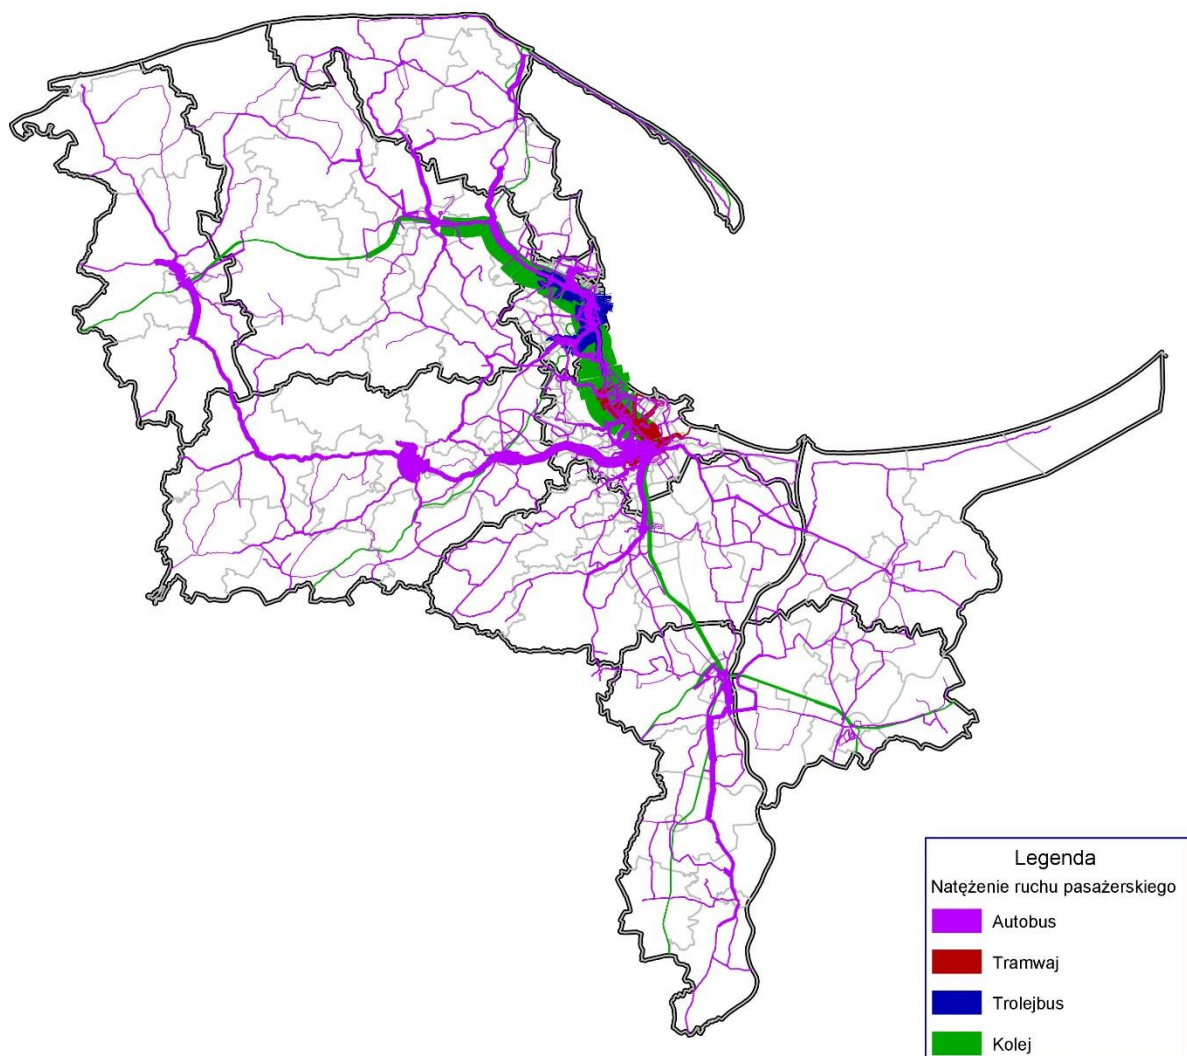 Legenda
Natężenie ruchu pasażerskiego
Autobus
Tramwaj
Trolejbus
Kolej